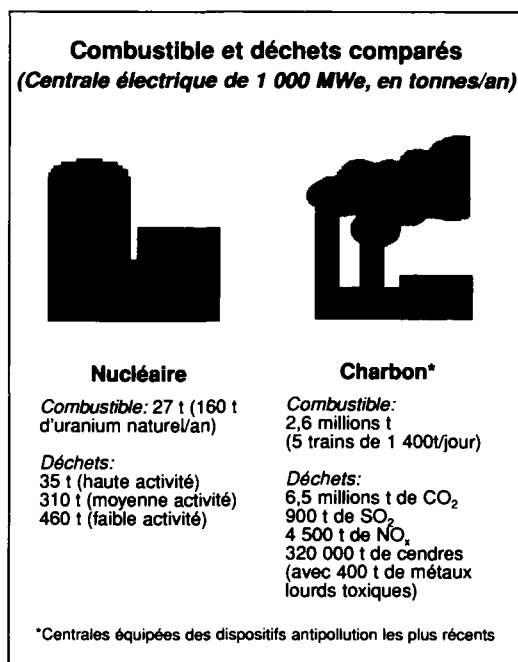 Combustible et déchets comparés
(Centrale électrique de 1 000 MWe, en tonnes/an)
Nucléaire
Combustible: 27 t (160 t
d'uranium naturel/an)
Déchets:
35 t (haute activité)
310 t (moyenne activité)
460 t (faible activité)
Charbon*
Combustible:
2,6 millions t
(5 trains de 1 400t/jour)
Déchets:
6,5 millions t de CO₂
900 t de SO₂
4 500 t de NOₓ
320 000 t de cendres
(avec 400 t de métaux
lourds toxiques)
*Centrales équipées des dispositifs antipollution les plus récents